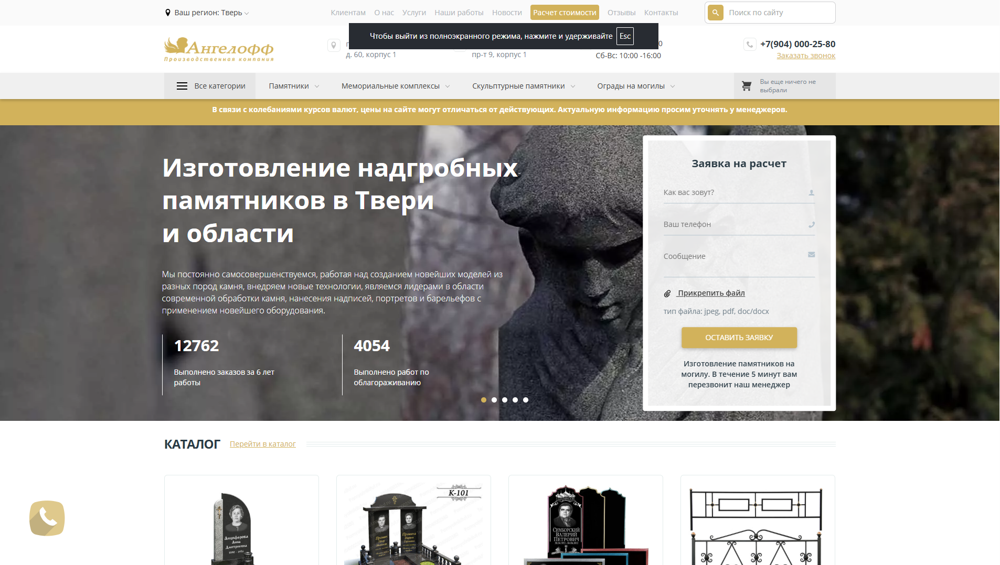 Ваш регион: Тверь
Клиентам О нас Услуги Наши работы Новости Расчет стоимости Отзывы Контакты
Поиск по сайту
Чтобы выйти из полноэкранного режима, нажмите и удерживайте Esc
Ангелофф
Производственная компания
д. 60, корпус 1
пр-т 9, корпус 1
Сб-Вс: 10:00 -16:00
+7(904) 000-25-80
Заказать звонок
Все категории Памятники Мемориальные комплексы Скульптурные памятники Ограды на могилы
Вы еще ничего не
выбрали
В связи с колебаниями курсов валют, цены на сайте могут отличаться от действующих. Актуальную информацию просим уточнять у менеджеров.
Изготовление надгробных
памятников в Твери
и области
Мы постоянно самосовершенствуемся, работая над созданием новейших моделей из
разных пород камня, внедряем новые технологии, являемся лидерами в области
современной обработки камня, нанесения надписей, портретов и барельефов с
применением новейшего оборудования.
12762
Выполнено заказов за 6 лет
работы
4054
Выполнено работ по
облагораживанию
Заявка на расчет
Как вас зовут?
Ваш телефон
Сообщение
Прикрепить файл
тип файла: jpeg, pdf, doc/docx
ОСТАВИТЬ ЗАЯВКУ
Изготовление памятников на
могилу. В течение 5 минут вам
перезвонит наш менеджер
КАТАЛОГ Перейти в каталог
Анциферова
Анна
Дмитриевна
K-101
Пронин
Пронина
СИМБОРСКИЙ
ВАЛЕРИЙ
ПЕТРОВИЧ